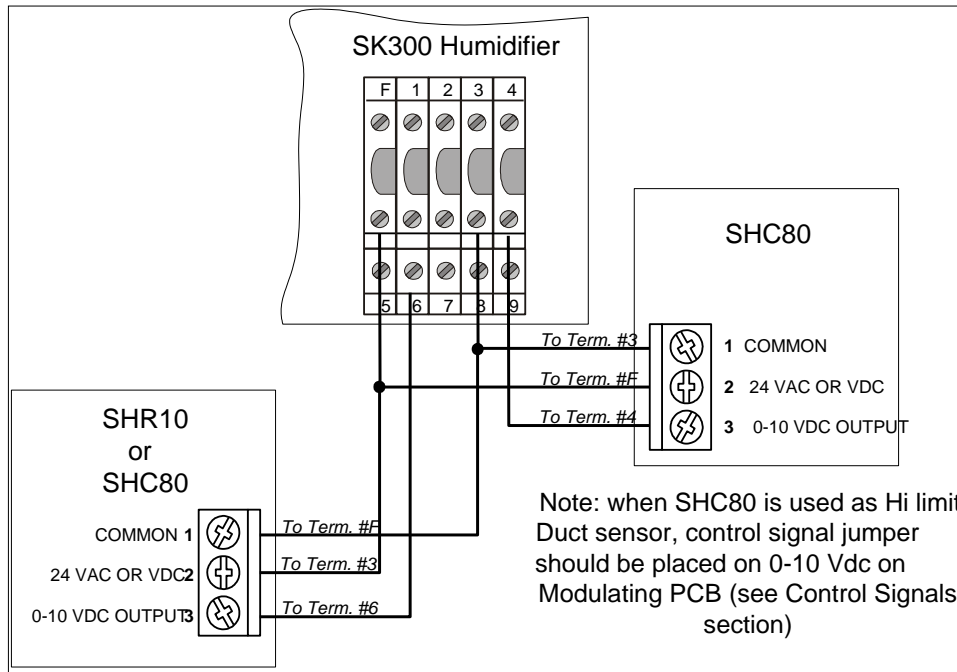 SK300 Humidifier
F 1 2 3 4
5 6 7 8 9
SHC80
To Term. #3
1 COMMON
To Term. #F
2 24 VAC OR VDC
To Term. #4
3 0-10 VDC OUTPUT
SHR10
or
SHC80
COMMON 1
To Term. #F
24 VAC OR VDC2
To Term. #3
0-10 VDC OUTPUT3
To Term. #6
Note: when SHC80 is used as Hi limit
Duct sensor, control signal jumper
should be placed on 0-10 Vdc on
Modulating PCB (see Control Signals
section)